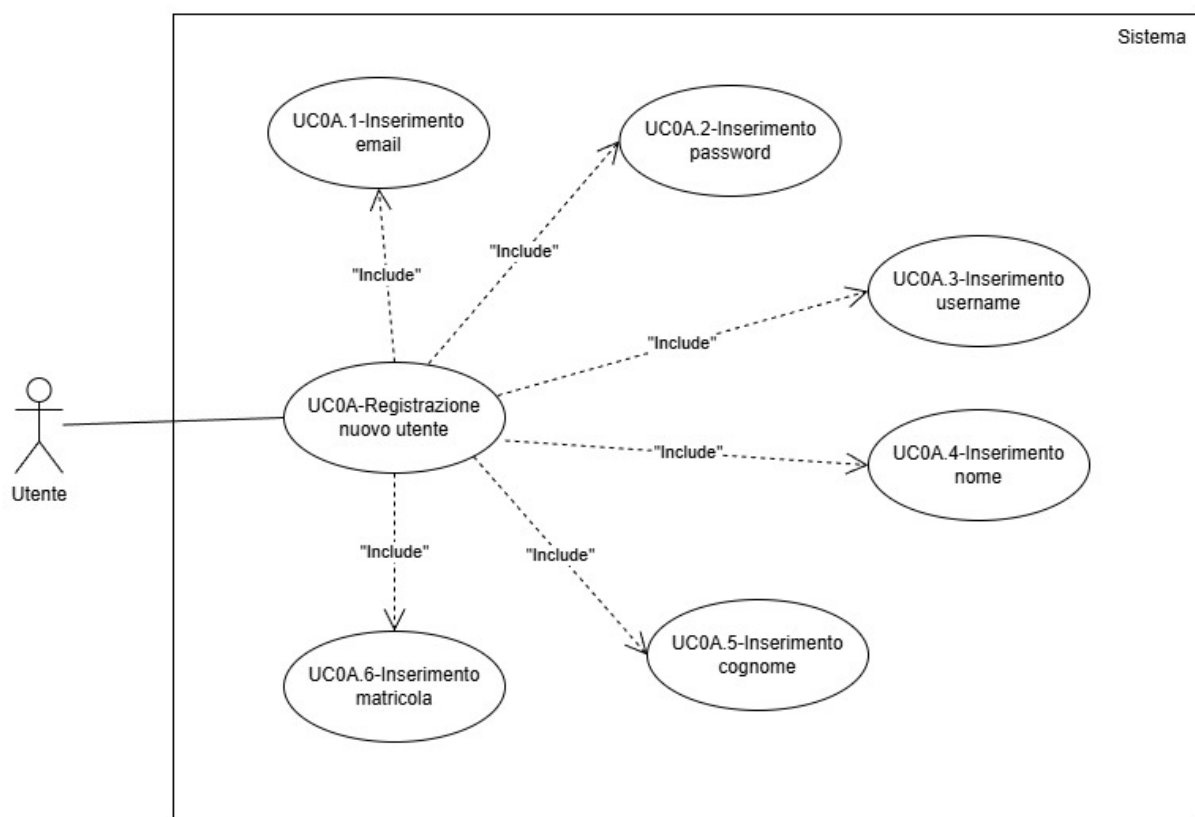 Sistema
UC0A.1-Inserimento
email
UC0A.2-Inserimento
password
"Include"
"Include"
UC0A.3-Inserimento
username
"Include"
UC0A-Registrazione
nuovo utente
UC0A.4-Inserimento
nome
"Include"
Utente
"Include"
"Include"
UC0A.5-Inserimento
cognome
UC0A.6-Inserimento
matricola